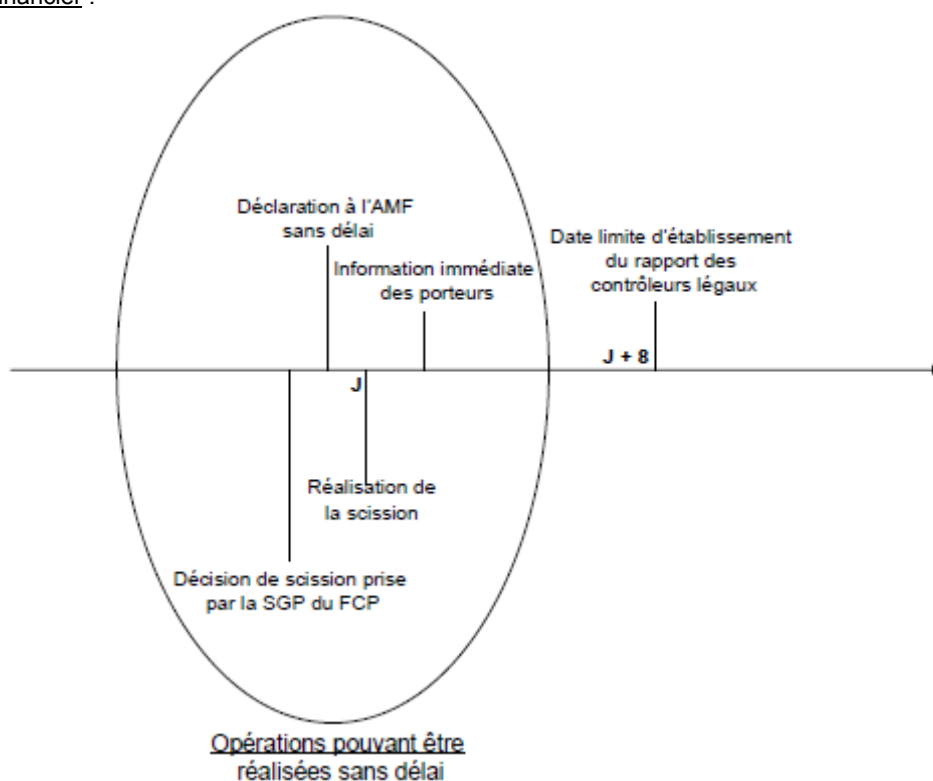 financier :
Déclaration à l'AMF
sans délai
Information immédiate
des porteurs
Date limite d'établissement
du rapport des
contrôleurs légaux
J + 8
J
Réalisation de
la scission
Décision de scission prise
par la SGP du FCP
Opérations pouvant être
réalisées sans délai